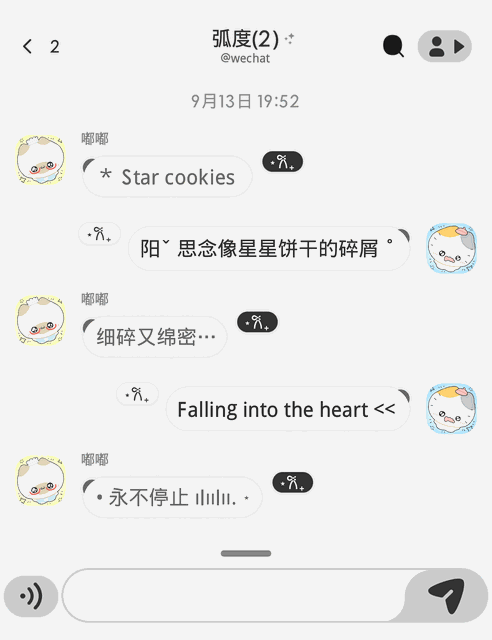 2
弧度(2)
@wechat
9月13日 19:52
嘟嘟
* Star cookies
阳ˇ 思念像星星饼干的碎屑 °
嘟嘟
细碎又绵密…
Falling into the heart <<
嘟嘟
• 永不停止 ılıılıı. ⋆